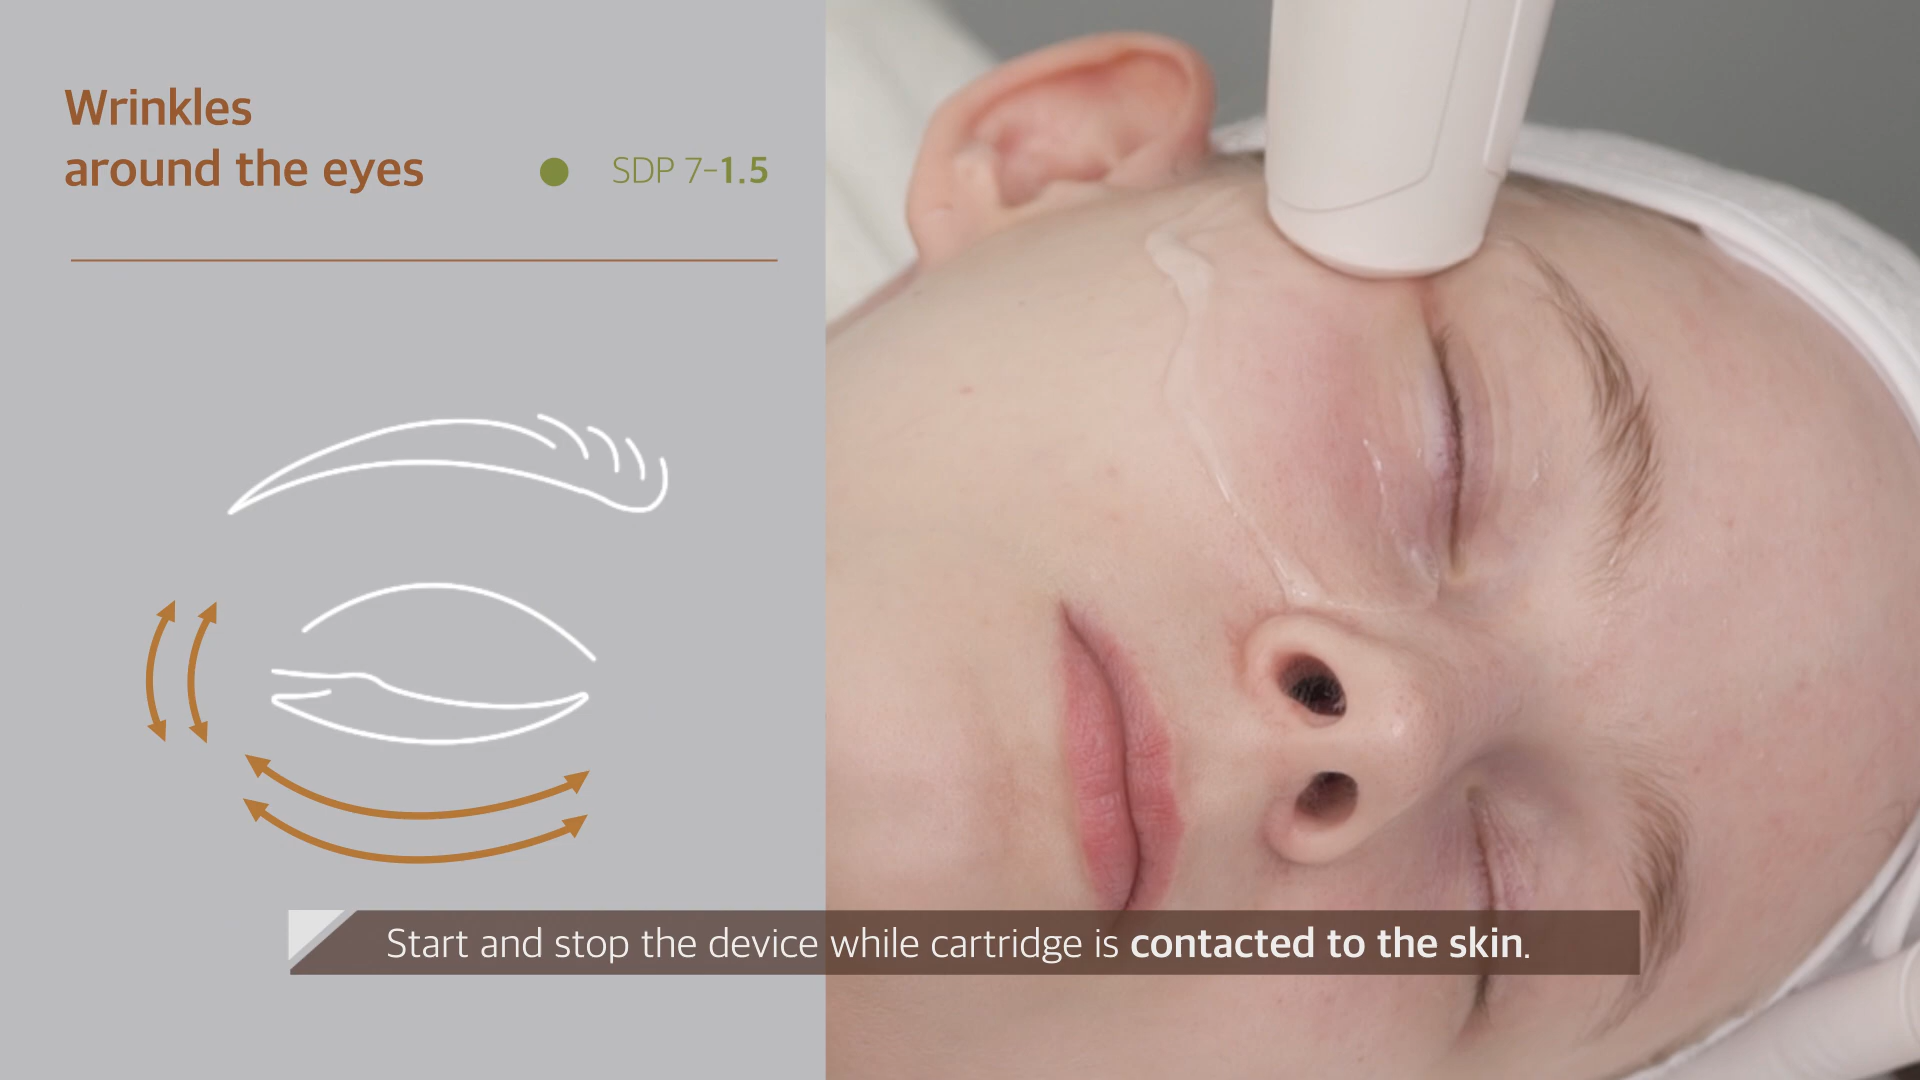 Wrinkles
around the eyes
SDP 7-1.5
Start and stop the device while cartridge is contacted to the skin.